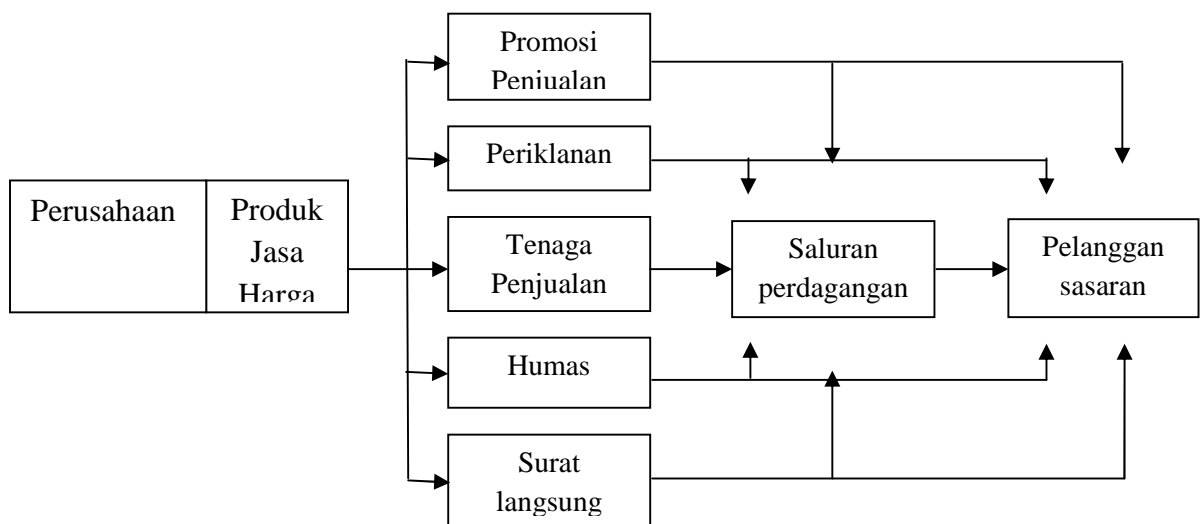 Promosi
Penjualan
Periklanan
Perusahaan
Produk
Jasa
Harga
Tenaga
Penjualan
Saluran
perdagangan
Pelanggan
sasaran
Humas
Surat
langsung